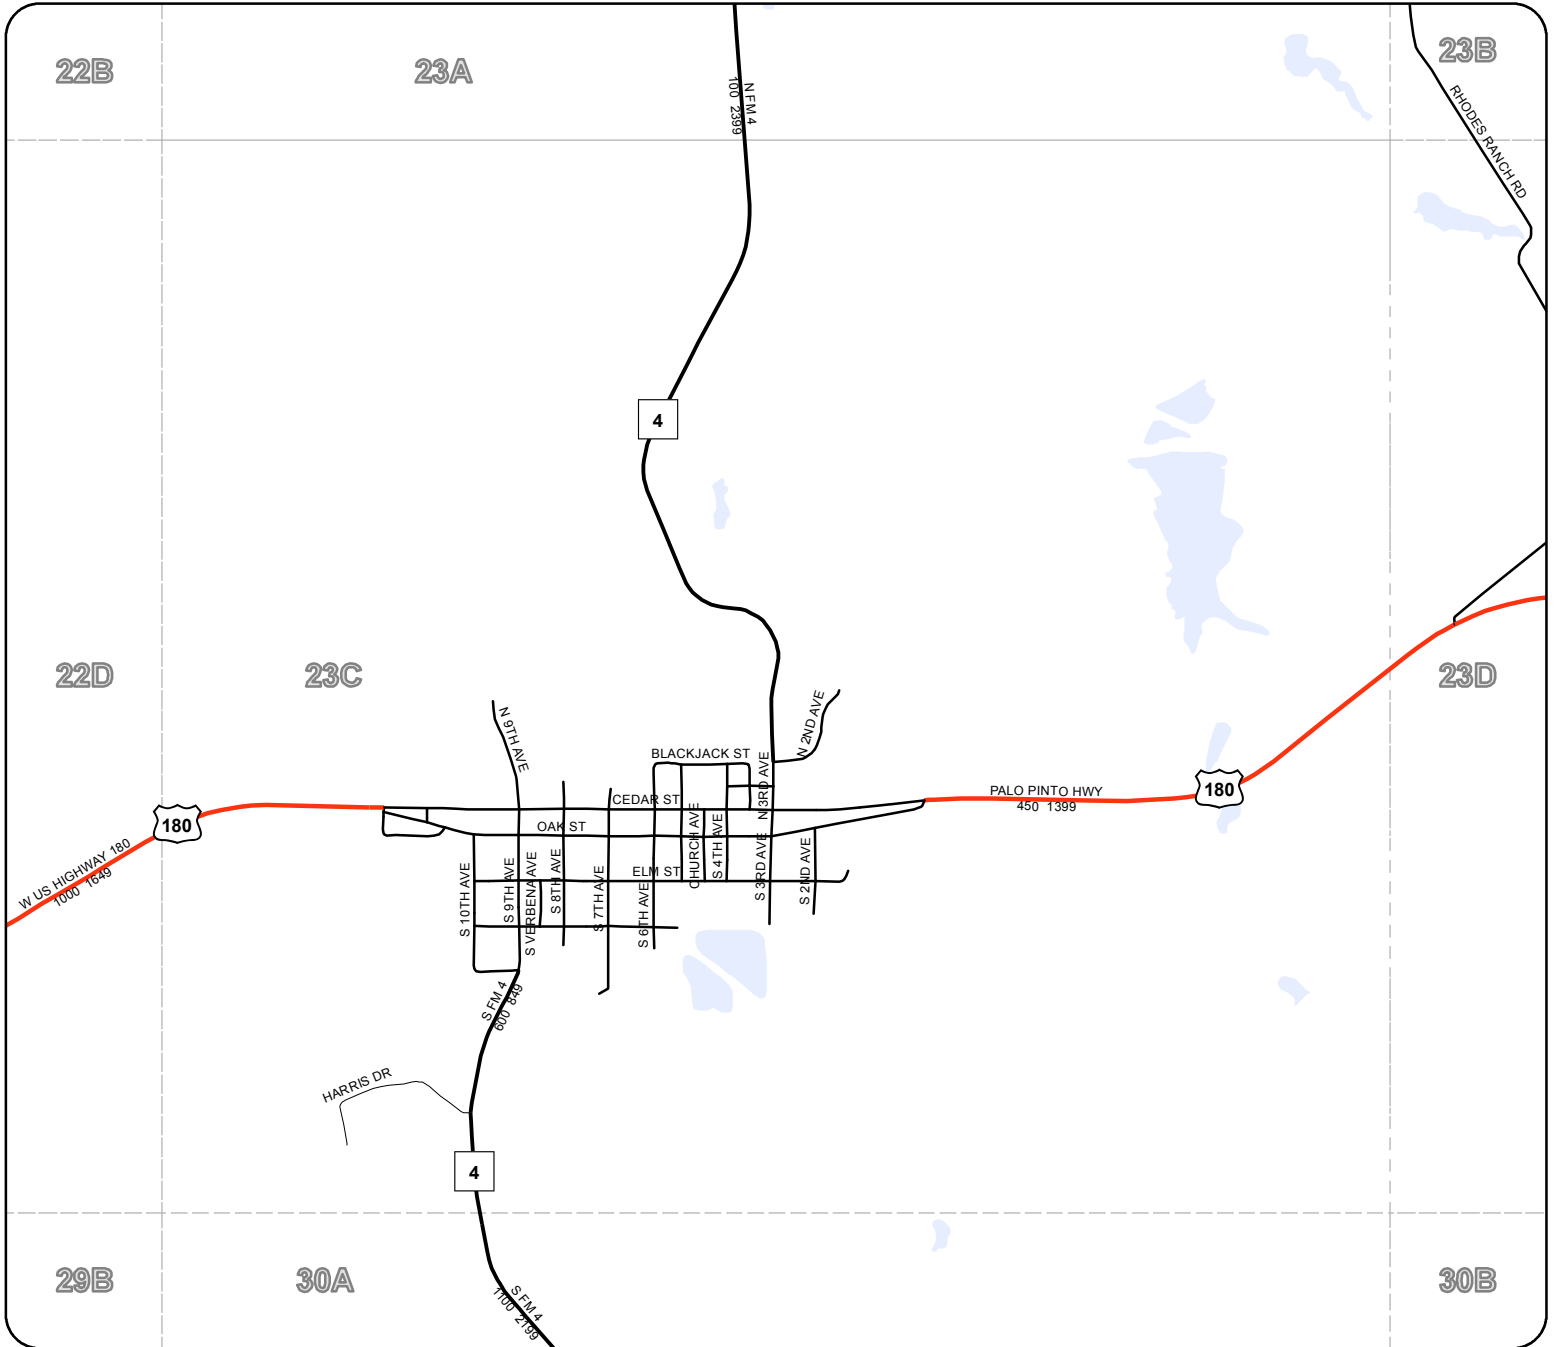 22B
23A
23B
N FM 4
100 2399
RHODES RANCH RD
4
22D
23C
23D
N 9TH AVE
N 2ND AVE
BLACKJACK ST
N 3RD AVE
CEDAR ST
180
PALO PINTO HWY
450 1399
180
OAK ST
CHURCH AVE
S 4TH AVE
W US HIGHWAY 180
1000 1649
ELM ST
S 10TH AVE
S 9TH AVE
S VERBENA AVE
S 8TH AVE
S 7TH AVE
S 6TH AVE
S 3RD AVE
S 2ND AVE
S FM 4
600 849
HARRIS DR
4
29B
30A
30B
S FM 4
1100 2199